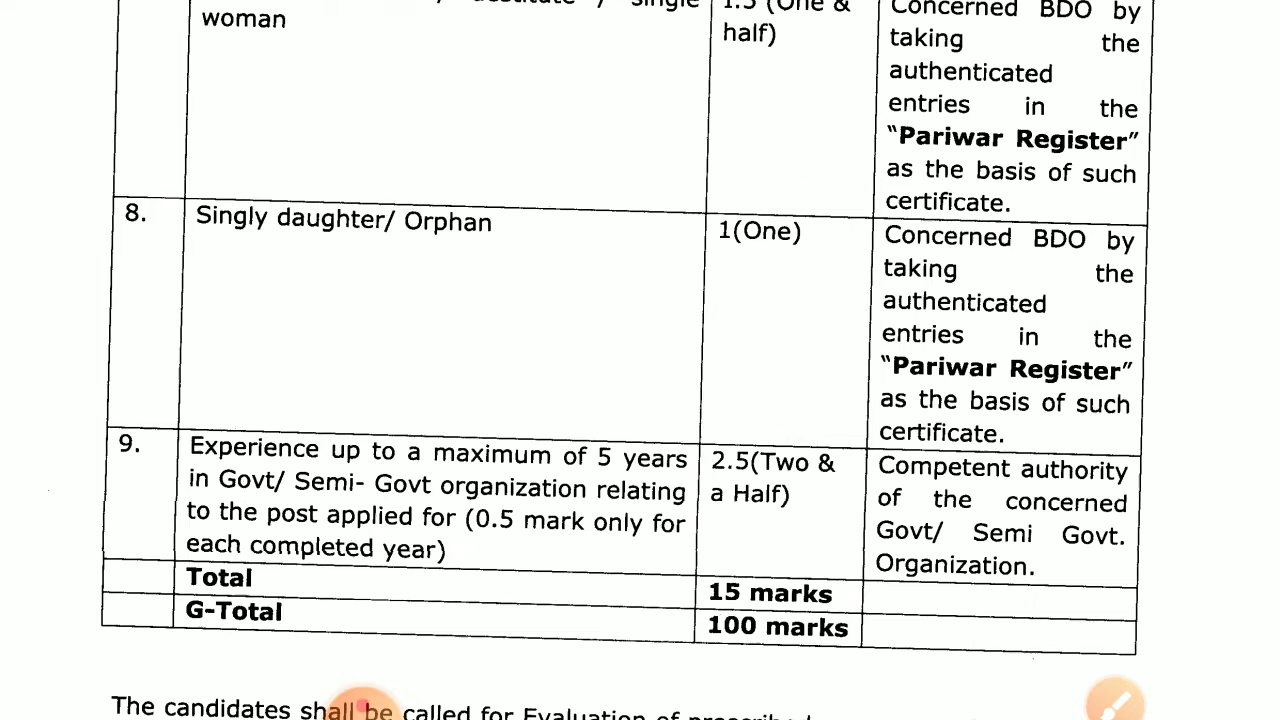 / single
woman
1.5 (One &
half)
Concerned BDO by
taking the
authenticated
entries in the
“Pariwar Register”
as the basis of such
certificate.
8.
Singly daughter/ Orphan
1(One)
Concerned BDO by
taking the
authenticated
entries in the
“Pariwar Register”
as the basis of such
certificate.
9.
Experience up to a maximum of 5 years
in Govt/ Semi- Govt organization relating
to the post applied for (0.5 mark only for
each completed year)
2.5(Two &
a Half)
Competent authority
of the concerned
Govt/ Semi Govt.
Organization.
Total
15 marks
G-Total
100 marks
The candidates shall be called for Evaluation of